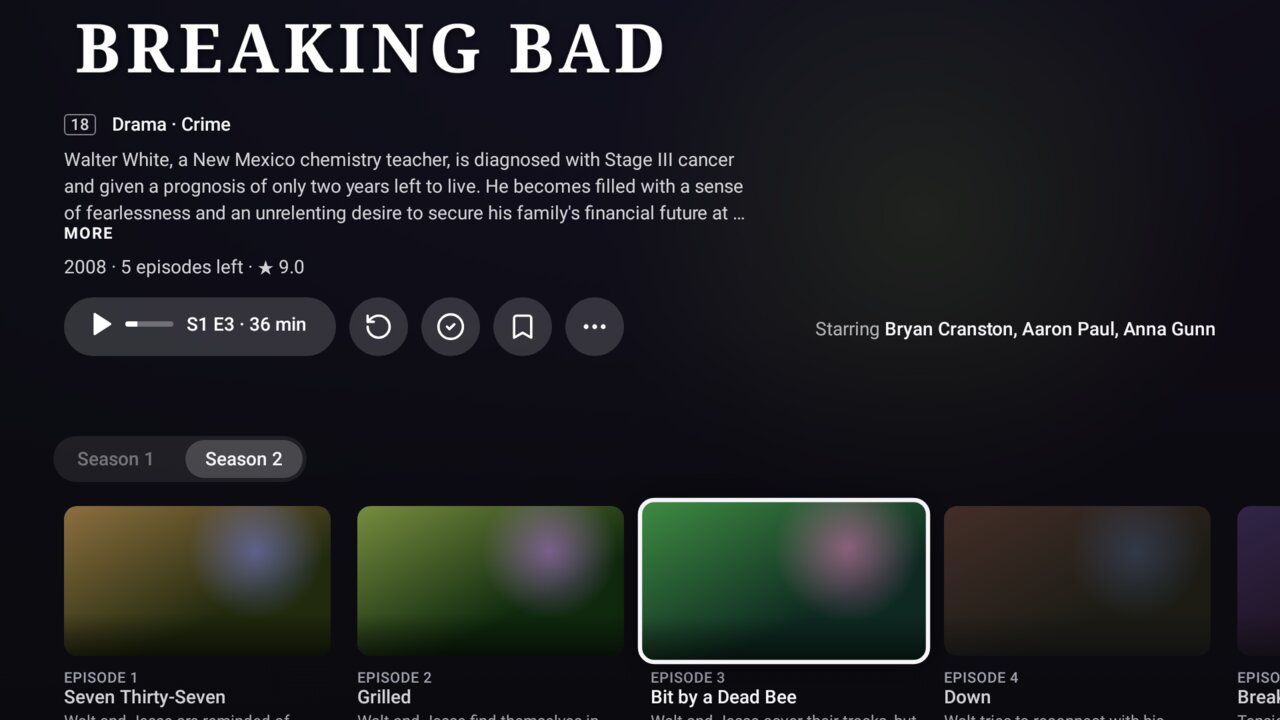 BREAKING BAD
18 Drama · Crime
Walter White, a New Mexico chemistry teacher, is diagnosed with Stage III cancer
and given a prognosis of only two years left to live. He becomes filled with a sense
of fearlessness and an unrelenting desire to secure his family's financial future at ...
MORE
2008 · 5 episodes left · ★ 9.0
S1 E3 · 36 min
Starring Bryan Cranston, Aaron Paul, Anna Gunn
Season 1 Season 2
EPISODE 1
Seven Thirty-Seven
EPISODE 2
Grilled
EPISODE 3
Bit by a Dead Bee
EPISODE 4
Down